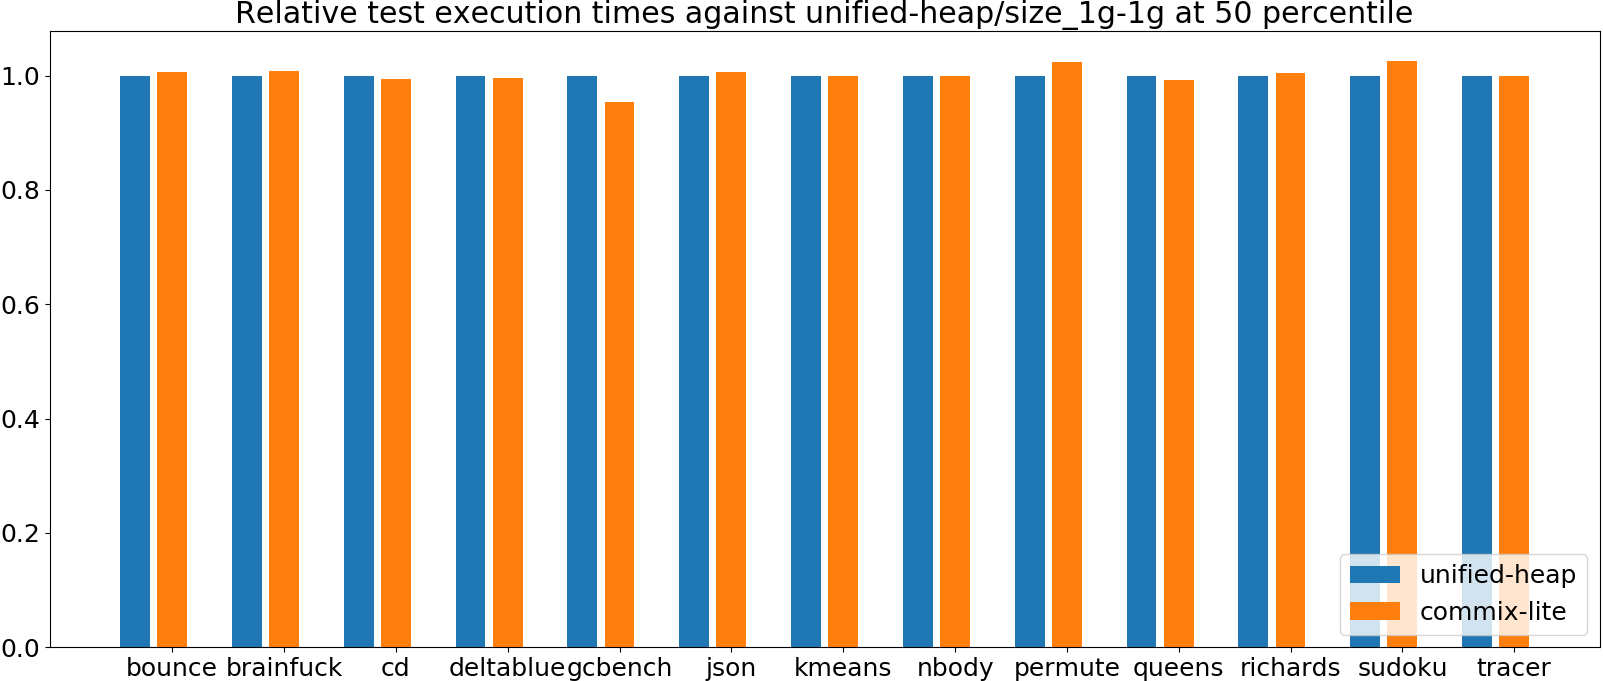 Relative test execution times against unified-heap/size_1g-1g at 50 percentile
1.0
0.8
0.6
0.4
0.2
0.0
bounce brainfuck cd deltablue gcbench json kmeans nbody permute queens richards sudoku tracer
unified-heap
commix-lite